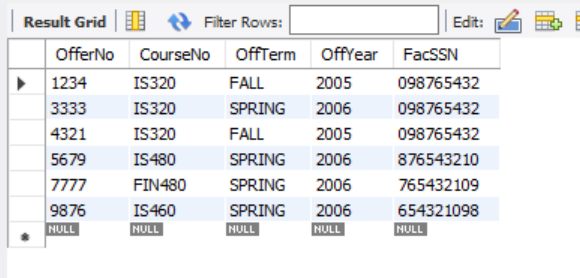 Result Grid Filter Rows: Edit:
OfferNo CourseNo OffTerm OffYear FacSSN
1234 IS320 FALL 2005 098765432
3333 IS320 SPRING 2006 098765432
4321 IS320 FALL 2005 098765432
5679 IS480 SPRING 2006 876543210
7777 FIN480 SPRING 2006 765432109
9876 IS460 SPRING 2006 654321098
NULL NULL NULL NULL NULL